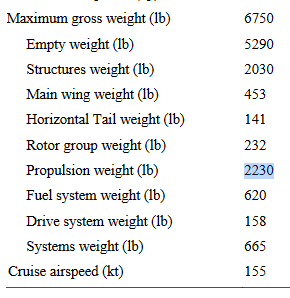 Maximum gross weight (lb) 6750
Empty weight (lb) 5290
Structures weight (lb) 2030
Main wing weight (lb) 453
Horizontal Tail weight (lb) 141
Rotor group weight (lb) 232
Propulsion weight (lb) 2230
Fuel system weight (lb) 620
Drive system weight (lb) 158
Systems weight (lb) 665
Cruise airspeed (kt) 155